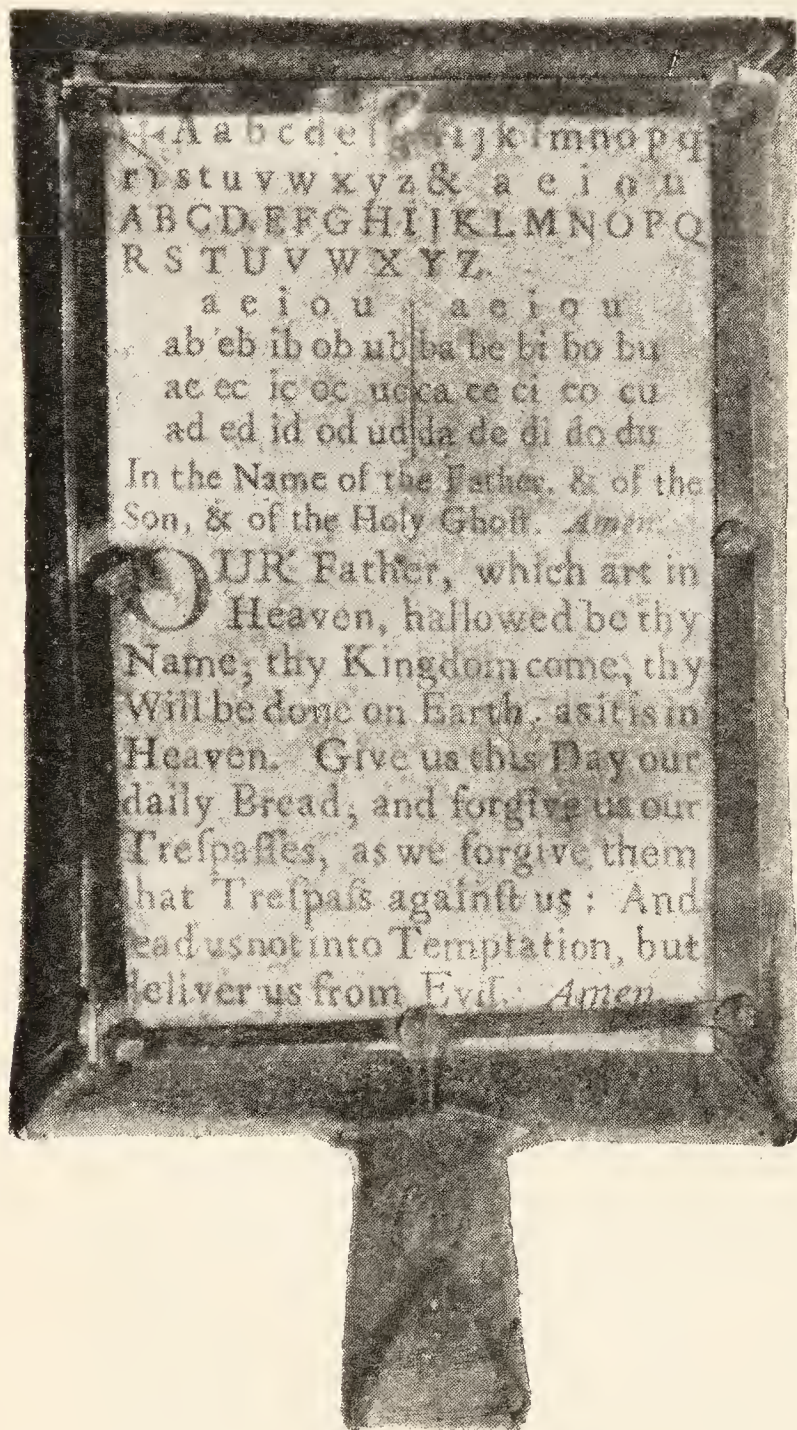 ✠ A a b c d e f g h i j k l m n o p q
r ſ s t u v w x y z & a e i o u
A B C D E F G H I J K L M N O P Q
R S T U V W X Y Z.
a e i o u | a e i o u
ab eb ib ob ub | ba be bi bo bu
ac ec ic oc uc | ca ce ci co cu
ad ed id od ud | da de di do du
In the Name of the Father, & of the
Son, & of the Holy Ghoſt. Amen.
OUR Father, which art in
Heaven, hallowed be thy
Name; thy Kingdom come, thy
Will be done on Earth, as it is in
Heaven. Give us this Day our
daily Bread; and forgive us our
Treſpaſſes, as we forgive them
that Treſpaſs againſt us: And
lead us not into Temptation, but
deliver us from Evil. Amen.